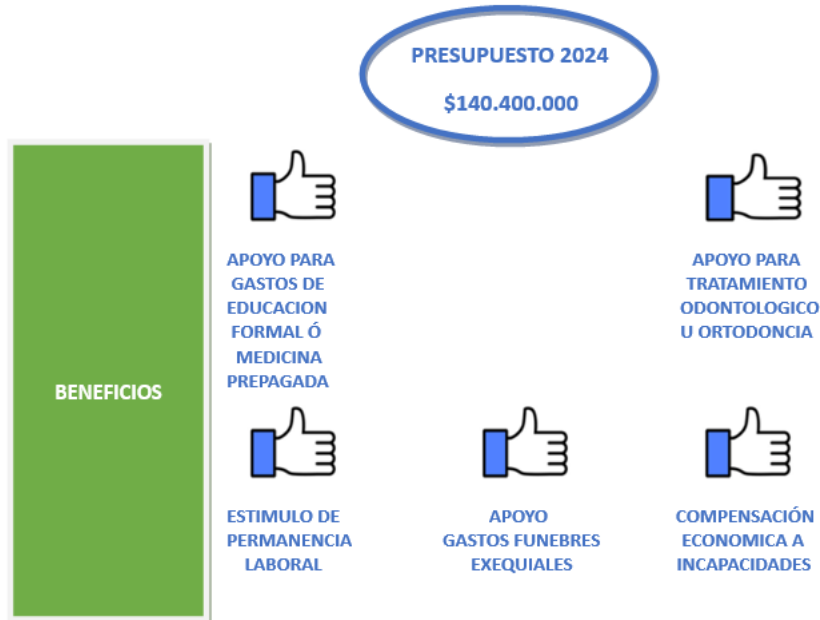 PRESUPUESTO 2024
$140.400.000
BENEFICIOS
APOYO PARA
GASTOS DE
EDUCACION
FORMAL Ó
MEDICINA
PREPAGADA
APOYO PARA
TRATAMIENTO
ODONTOLOGICO
U ORTODONCIA
ESTIMULO DE
PERMANENCIA
LABORAL
APOYO
GASTOS FUNEBRES
EXEQUIALES
COMPENSACIÓN
ECONOMICA A
INCAPACIDADES